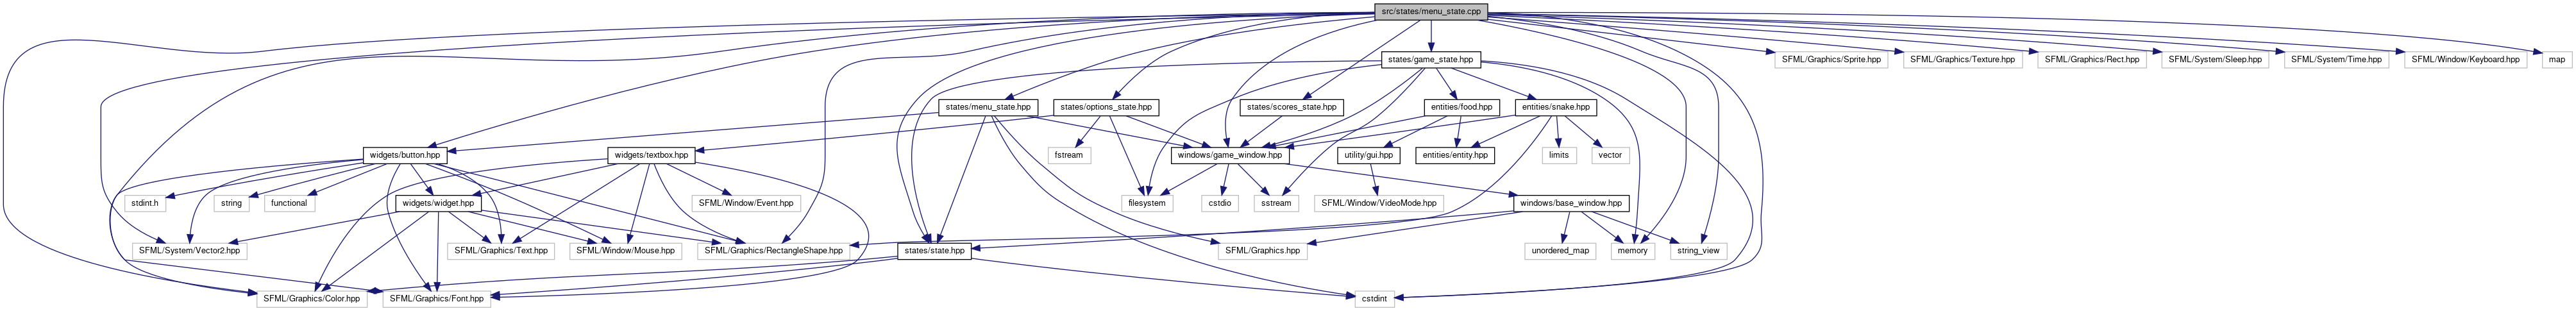 src/states/menu_state.cpp
states/game_state.hpp
SFML/Graphics/Sprite.hpp
SFML/Graphics/Texture.hpp
SFML/Graphics/Rect.hpp
SFML/System/Sleep.hpp
SFML/System/Time.hpp
SFML/Window/Keyboard.hpp
map
states/menu_state.hpp
states/options_state.hpp
states/scores_state.hpp
entities/food.hpp
entities/snake.hpp
widgets/button.hpp
widgets/textbox.hpp
fstream
windows/game_window.hpp
utility/gui.hpp
entities/entity.hpp
limits
vector
stdint.h
string
functional
widgets/widget.hpp
SFML/Window/Event.hpp
filesystem
cstdio
sstream
SFML/Window/VideoMode.hpp
windows/base_window.hpp
SFML/System/Vector2.hpp
SFML/Graphics/Text.hpp
SFML/Window/Mouse.hpp
SFML/Graphics/RectangleShape.hpp
states/state.hpp
SFML/Graphics.hpp
unordered_map
memory
string_view
SFML/Graphics/Color.hpp
SFML/Graphics/Font.hpp
cstdint